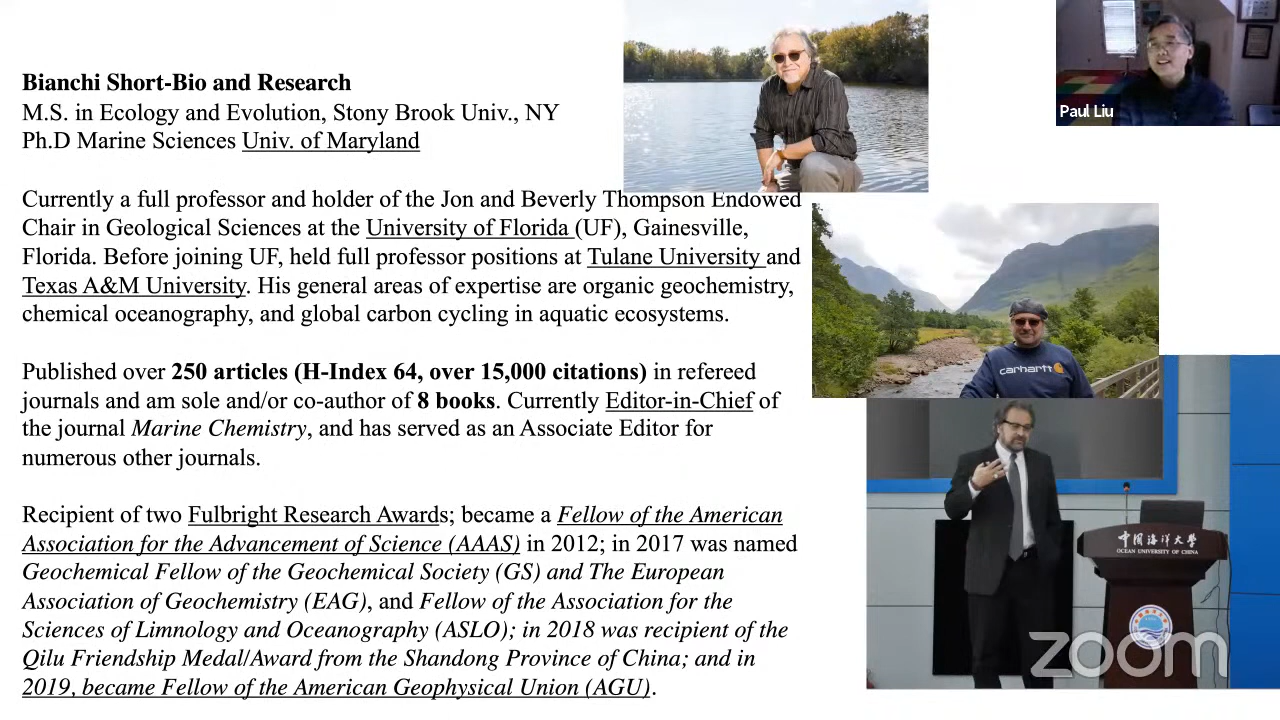 Bianchi Short-Bio and Research
M.S. in Ecology and Evolution, Stony Brook Univ., NY
Ph.D Marine Sciences Univ. of Maryland
Currently a full professor and holder of the Jon and Beverly Thompson Endowed
Chair in Geological Sciences at the University of Florida (UF), Gainesville,
Florida. Before joining UF, held full professor positions at Tulane University and
Texas A&M University. His general areas of expertise are organic geochemistry,
chemical oceanography, and global carbon cycling in aquatic ecosystems.
Published over 250 articles (H-Index 64, over 15,000 citations) in refereed
journals and am sole and/or co-author of 8 books. Currently Editor-in-Chief of
the journal Marine Chemistry, and has served as an Associate Editor for
numerous other journals.
Recipient of two Fulbright Research Awards; became a Fellow of the American
Association for the Advancement of Science (AAAS) in 2012; in 2017 was named
Geochemical Fellow of the Geochemical Society (GS) and The European
Association of Geochemistry (EAG), and Fellow of the Association for the
Sciences of Limnology and Oceanography (ASLO); in 2018 was recipient of the
Qilu Friendship Medal/Award from the Shandong Province of China; and in
2019, became Fellow of the American Geophysical Union (AGU).
Paul Liu
carhartt
中国海洋大学
OCEAN UNIVERSITY OF CHINA
zoom